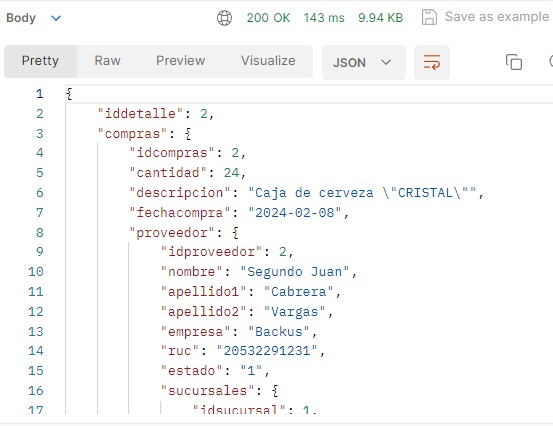 Body 200 OK 143 ms 9.94 KB Save as example
Pretty Raw Preview Visualize JSON
1 {
2 "iddetalle": 2,
3 "compras": {
4 "idcompras": 2,
5 "cantidad": 24,
6 "descripcion": "Caja de cerveza \"CRISTAL\"",
7 "fechacompra": "2024-02-08",
8 "proveedor": {
9 "idproveedor": 2,
10 "nombre": "Segundo Juan",
11 "apellido1": "Cabrera",
12 "apellido2": "Vargas",
13 "empresa": "Backus",
14 "ruc": "20532291231",
15 "estado": "1",
16 "sucursales": {
17 "idsucursal": 1,